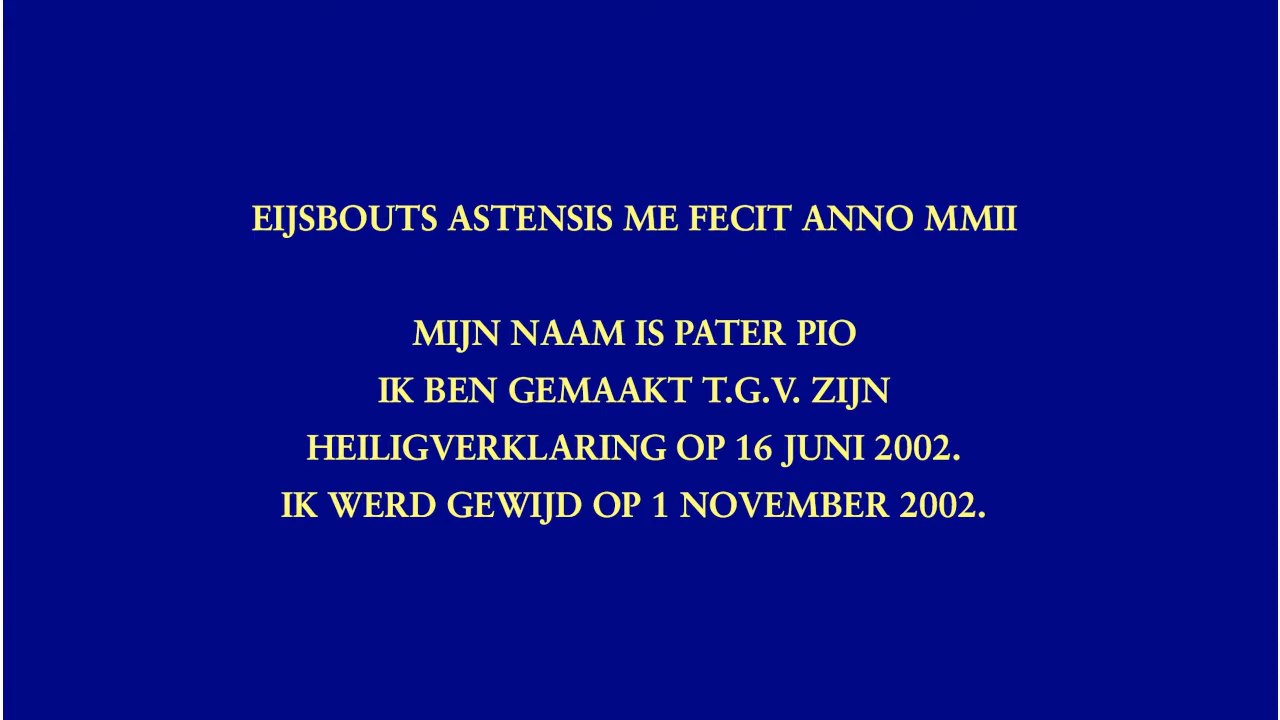 EIJSBOUTS ASTENSIS ME FECIT ANNO MMII
MIJN NAAM IS PATER PIO
IK BEN GEMAAKT T.G.V. ZIJN
HEILIGVERKLARING OP 16 JUNI 2002.
IK WERD GEWIJD OP 1 NOVEMBER 2002.